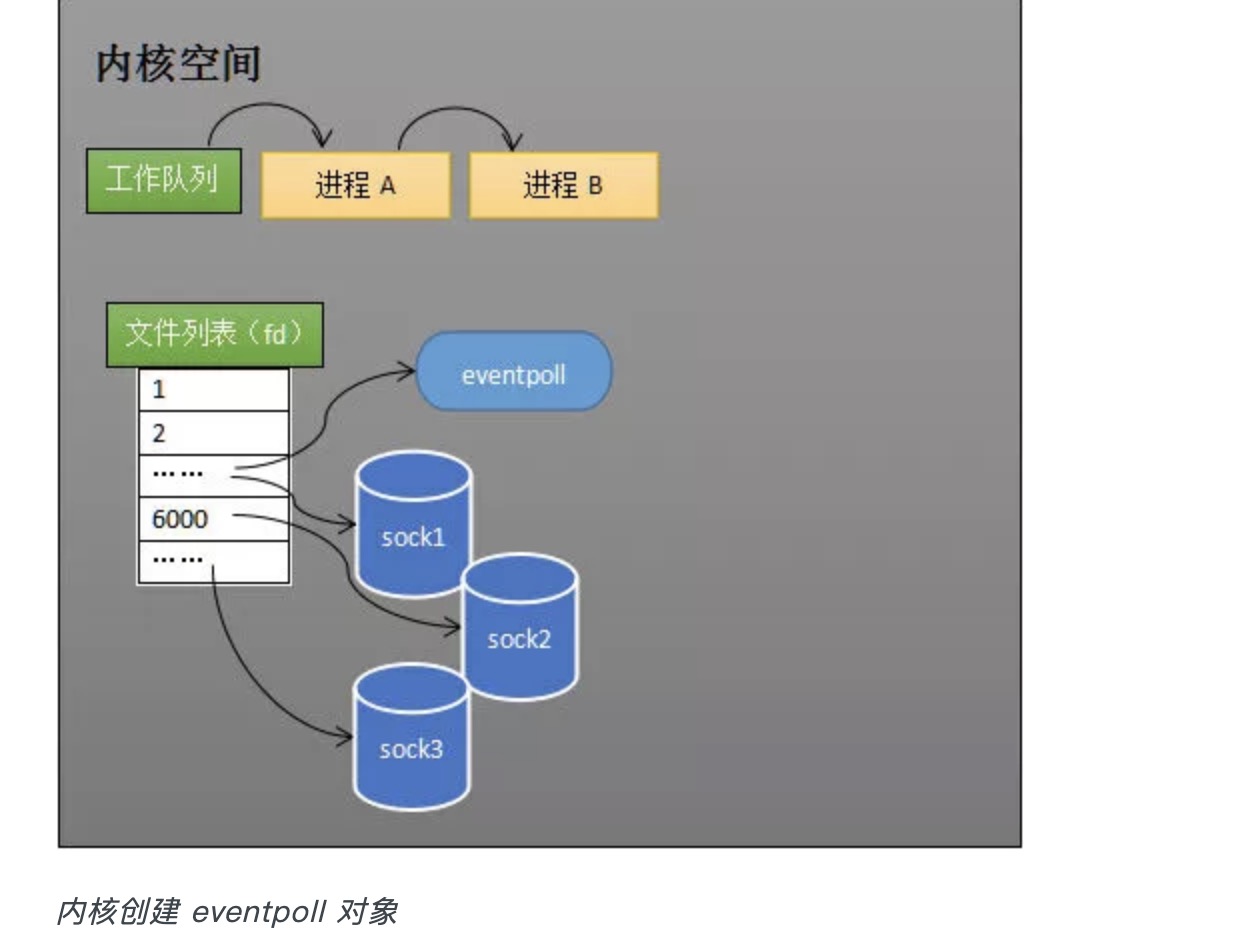 内核空间
工作队列
进程 A
进程 B
文件列表（fd）
1
2
……
6000
……
eventpoll
sock1
sock2
sock3
内核创建 eventpoll 对象